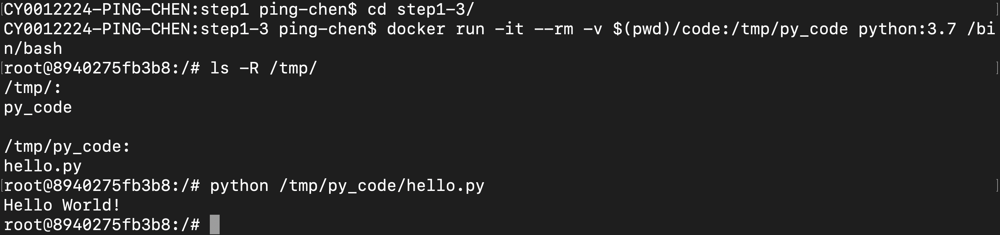 CY0012224-PING-CHEN:step1 ping-chen$ cd step1-3/
CY0012224-PING-CHEN:step1-3 ping-chen$ docker run -it --rm -v $(pwd)/code:/tmp/py_code python:3.7 /bi
n/bash
root@8940275fb3b8:/# ls -R /tmp/
/tmp/:
py_code

/tmp/py_code:
hello.py
root@8940275fb3b8:/# python /tmp/py_code/hello.py
Hello World!
root@8940275fb3b8:/#